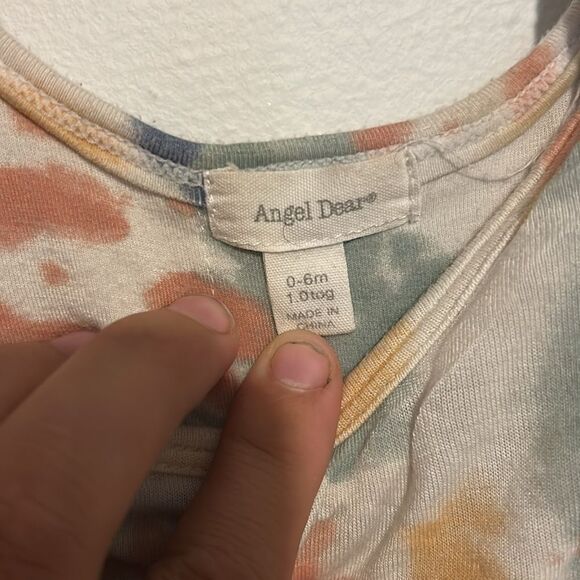 Angel Dear®
0-6m
1.0tog
MADE IN
CHINA